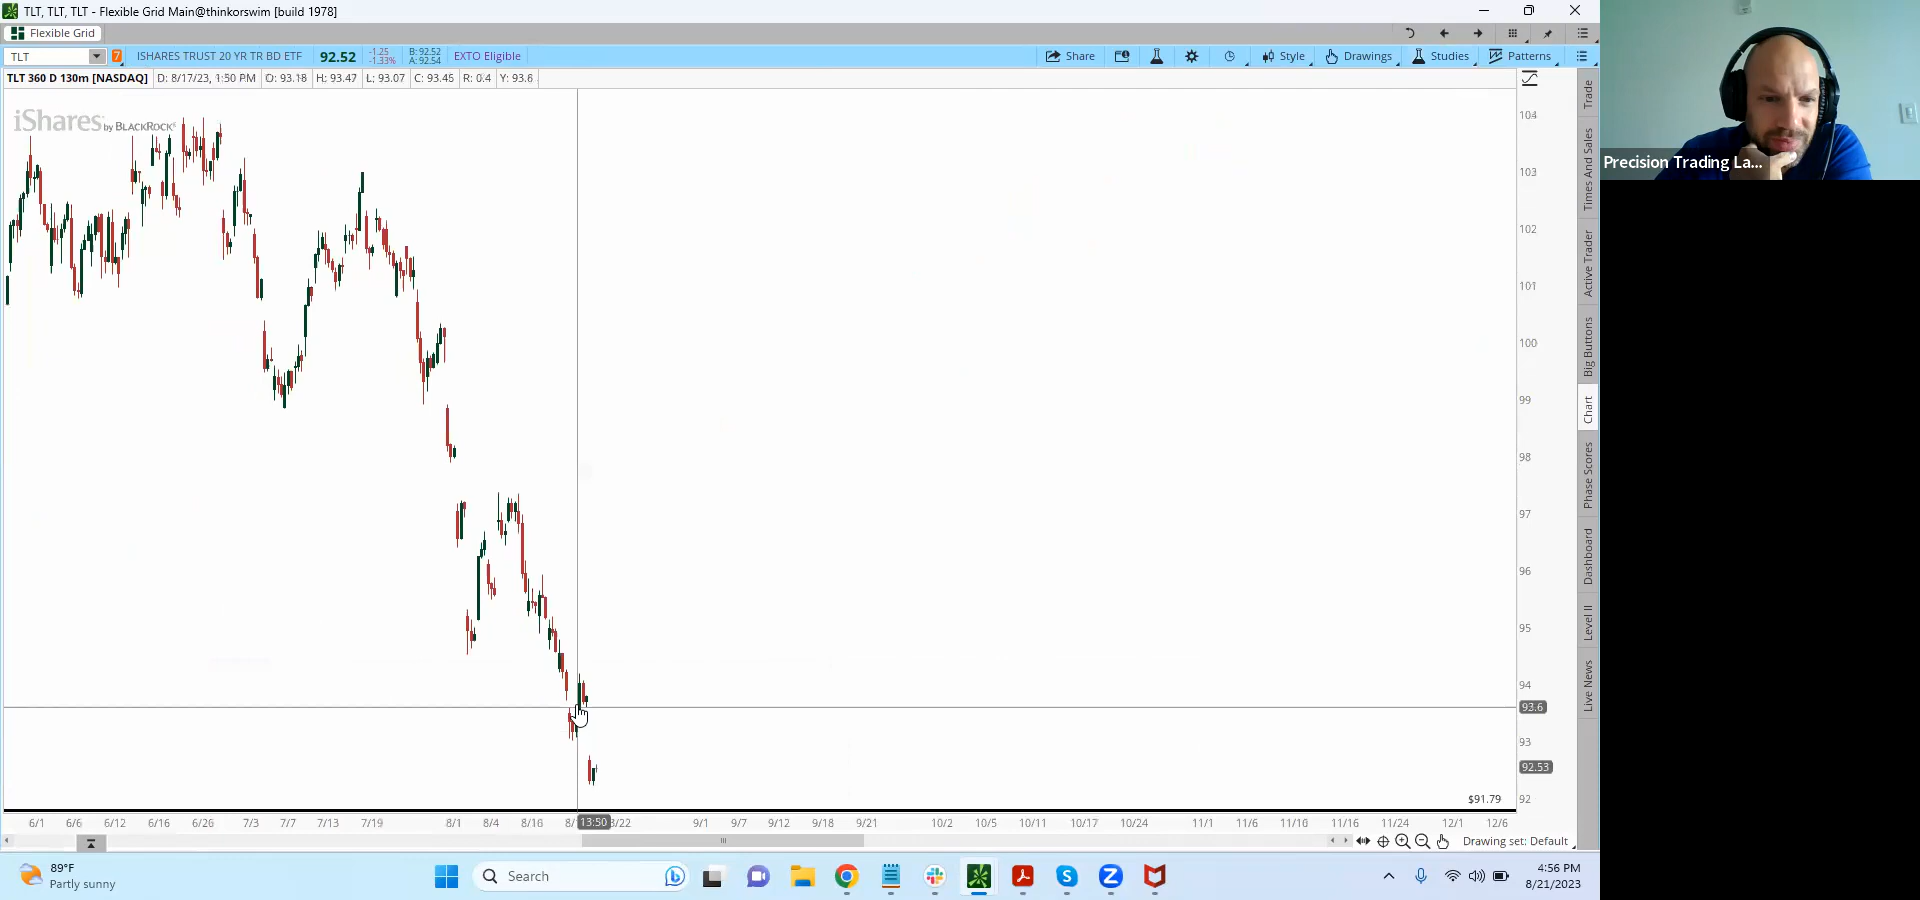 TLT, TLT, TLT - Flexible Grid Main@thinkorswim [build 1978]
Flexible Grid
TLT
7
ISHARES TRUST 20 YR TR BD ETF
92.52
-1.25
-1.33%
B: 92.52
A: 92.54
EXTO Eligible
Share
Style
Drawings
Studies
Patterns
TLT 360 D 130m [NASDAQ]
D: 8/17/23, 1:50 PM
O: 93.18
H: 93.47
L: 93.07
C: 93.45
R: 0.4
Y: 93.6
iShares by BLACKROCK
104
103
102
101
100
99
98
97
96
95
94
93.6
93
92.53
$91.79
92
6/1
6/6
6/12
6/16
6/26
7/3
7/7
7/13
7/19
8/1
8/4
8/16
13:50
8/22
9/1
9/7
9/12
9/18
9/21
10/2
10/5
10/11
10/17
10/24
11/1
11/6
11/16
11/16
11/24
12/1
12/6
Drawing set: Default
Trade
Times And Sales
Active Trader
Big Buttons
Chart
Phase Scores
Dashboard
Level II
Live News
Precision Trading La...
89°F
Partly sunny
Search
4:56 PM
8/21/2023